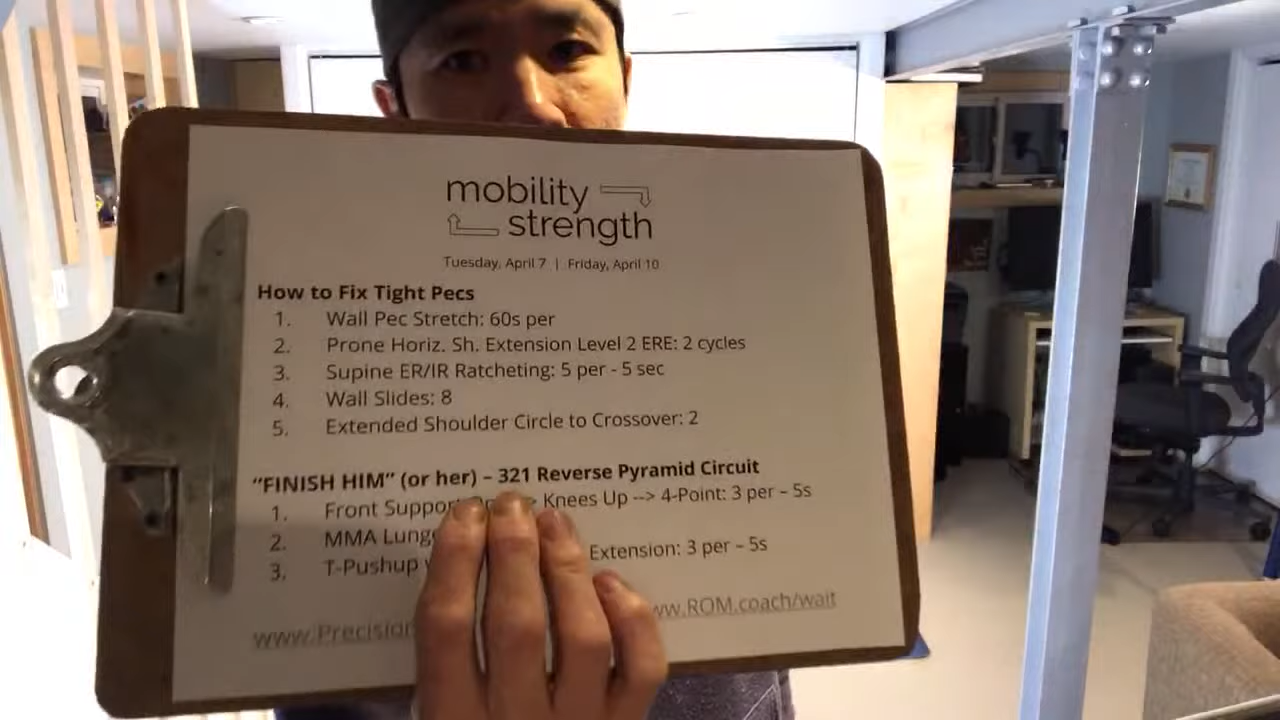 mobility
strength
Tuesday, April 7 | Friday, April 10
How to Fix Tight Pecs
1. Wall Pec Stretch: 60s per
2. Prone Horiz. Sh. Extension Level 2 ERE: 2 cycles
3. Supine ER/IR Ratcheting: 5 per - 5 sec
4. Wall Slides: 8
5. Extended Shoulder Circle to Crossover: 2
"FINISH HIM" (or her) – 321 Reverse Pyramid Circuit
1. Front Support Knees Up --> 4-Point: 3 per – 5s
2. MMA Lunge
3. T-Pushup Extension: 3 per – 5s
www.Precision ww.ROM.coach/wait